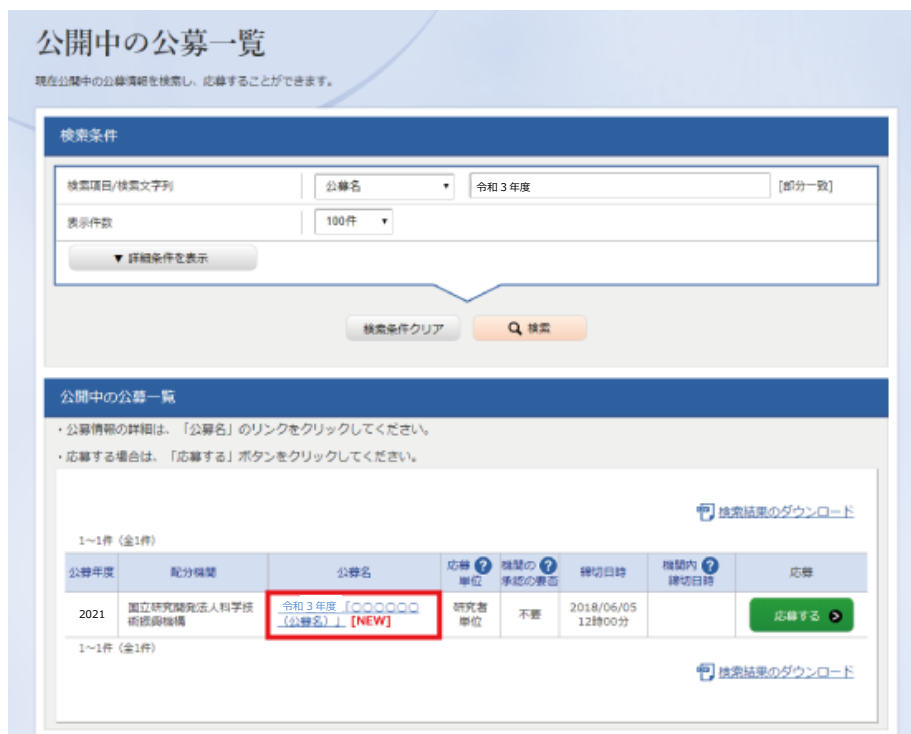 公開中の公募一覧
現在公開中の公募情報を検索し、応募することができます。
検索条件
検索項目/検索文字列 公募名 ▼ 令和3年度 [部分一致]
表示件数 100件 ▼
▼ 詳細条件を表示
検索条件クリア 検索
公開中の公募一覧
・公募情報の詳細は、「公募名」のリンクをクリックしてください。
・応募する場合は、「応募する」ボタンをクリックしてください。
検索結果のダウンロード
1~1件 (全1件)
公募年度 配分機関 公募名 応募単位 機関の承認の要否 締切日時 機関内締切日時 応募
2021 国立研究開発法人科学技術振興機構 令和3年度「○○○○○○(公募名)」[NEW] 研究者単位 不要 2018/06/05 12時00分 応募する
1~1件 (全1件)
検索結果のダウンロード